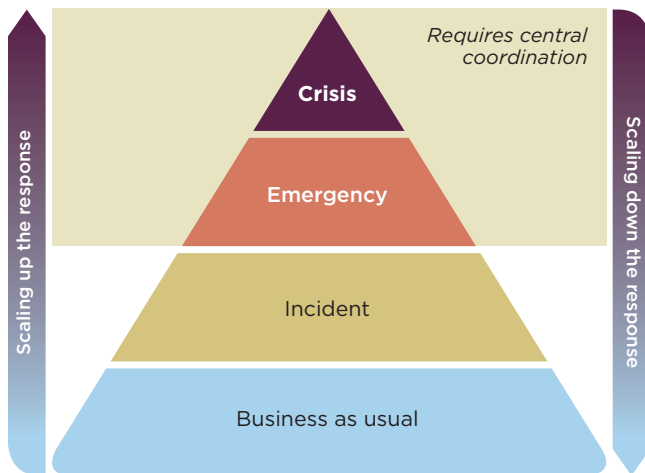 Requires central
coordination
Crisis
Emergency
Incident
Business as usual
Scaling up the response
Scaling down the response